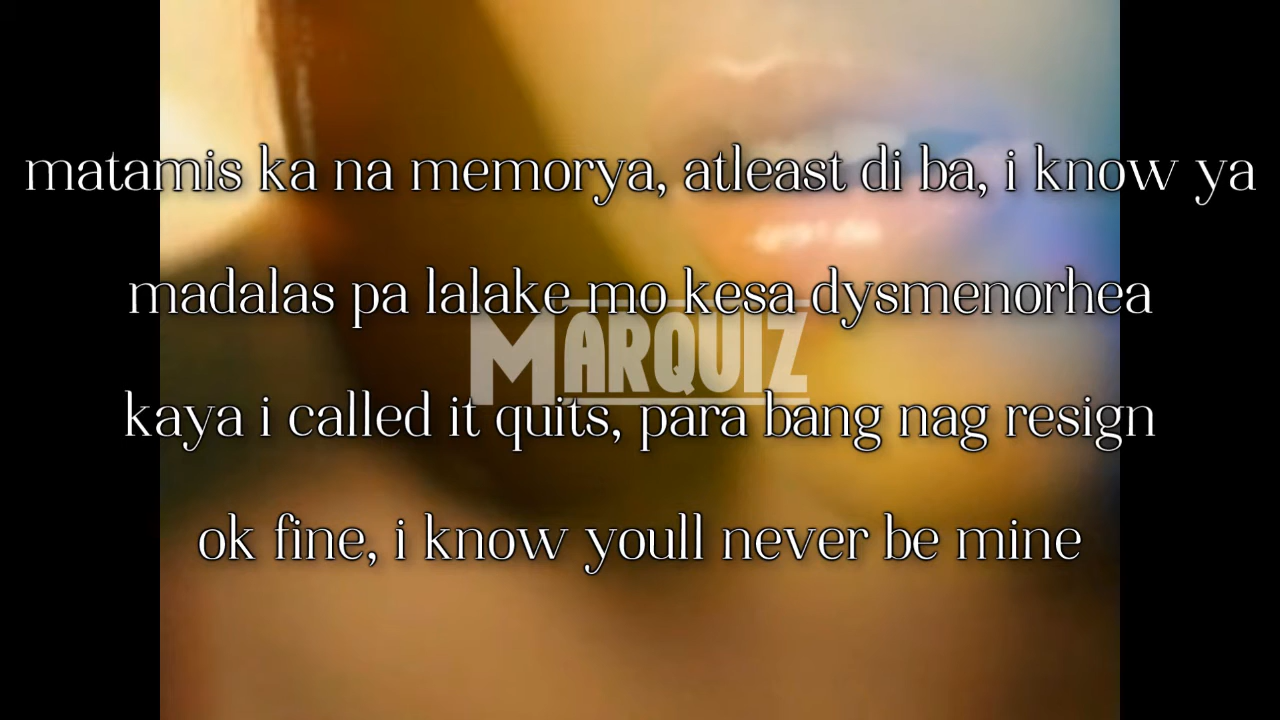 matamis ka na memorya, atleast di ba, i know ya
madalas pa lalake mo kesa dysmenorhea
MARQUIZ
kaya i called it quits, para bang nag resign
ok fine, i know youll never be mine